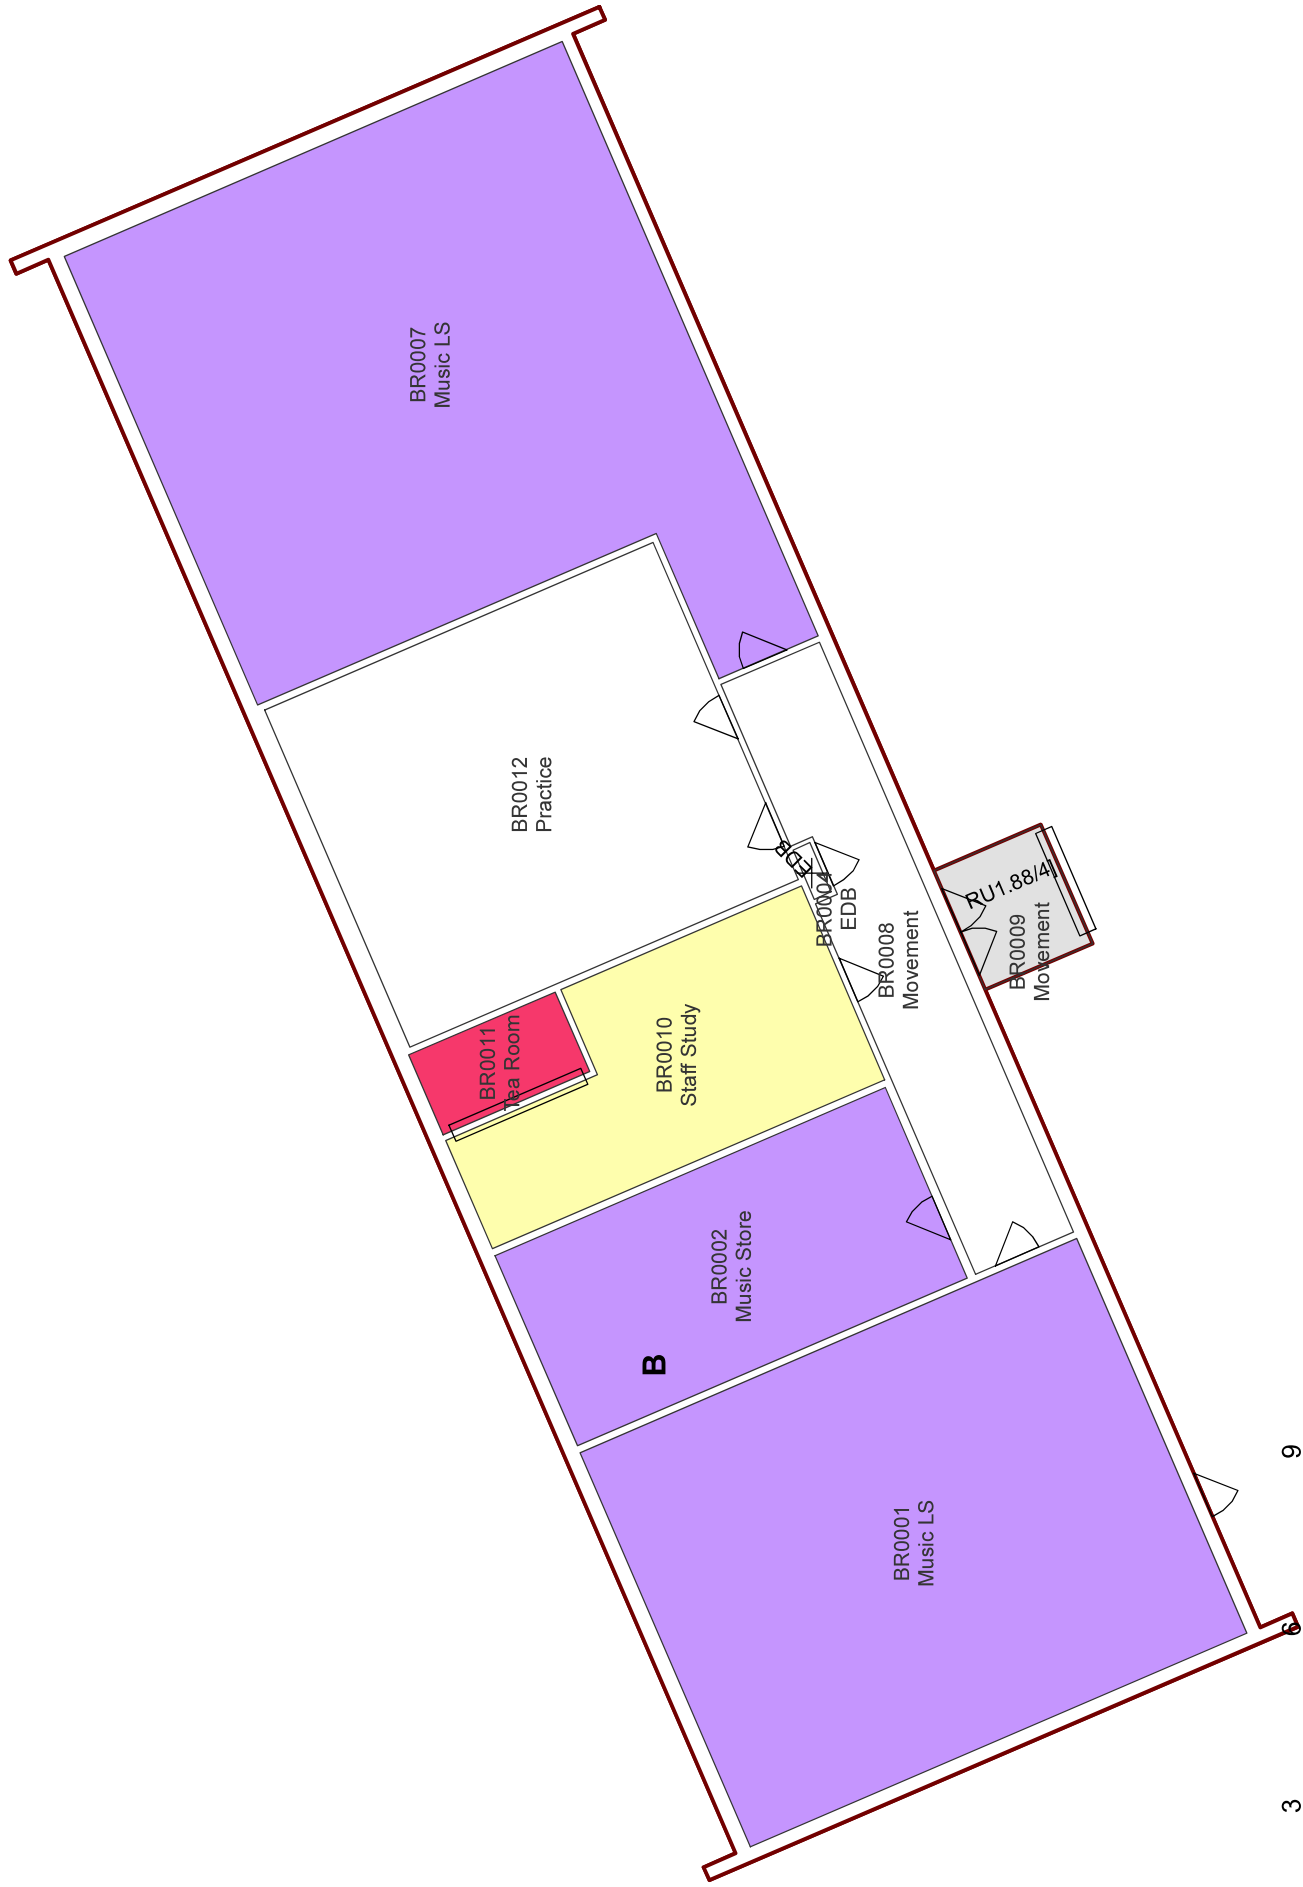 BR0007
Music LS
BR0012
Practice
EDB
BR0004
EDB
BR0008
Movement
RU1.88/4]
BR0009
Movement
BR0011
Tea Room
BR0010
Staff Study
BR0002
Music Store
B
BR0001
Music LS
9
6
3